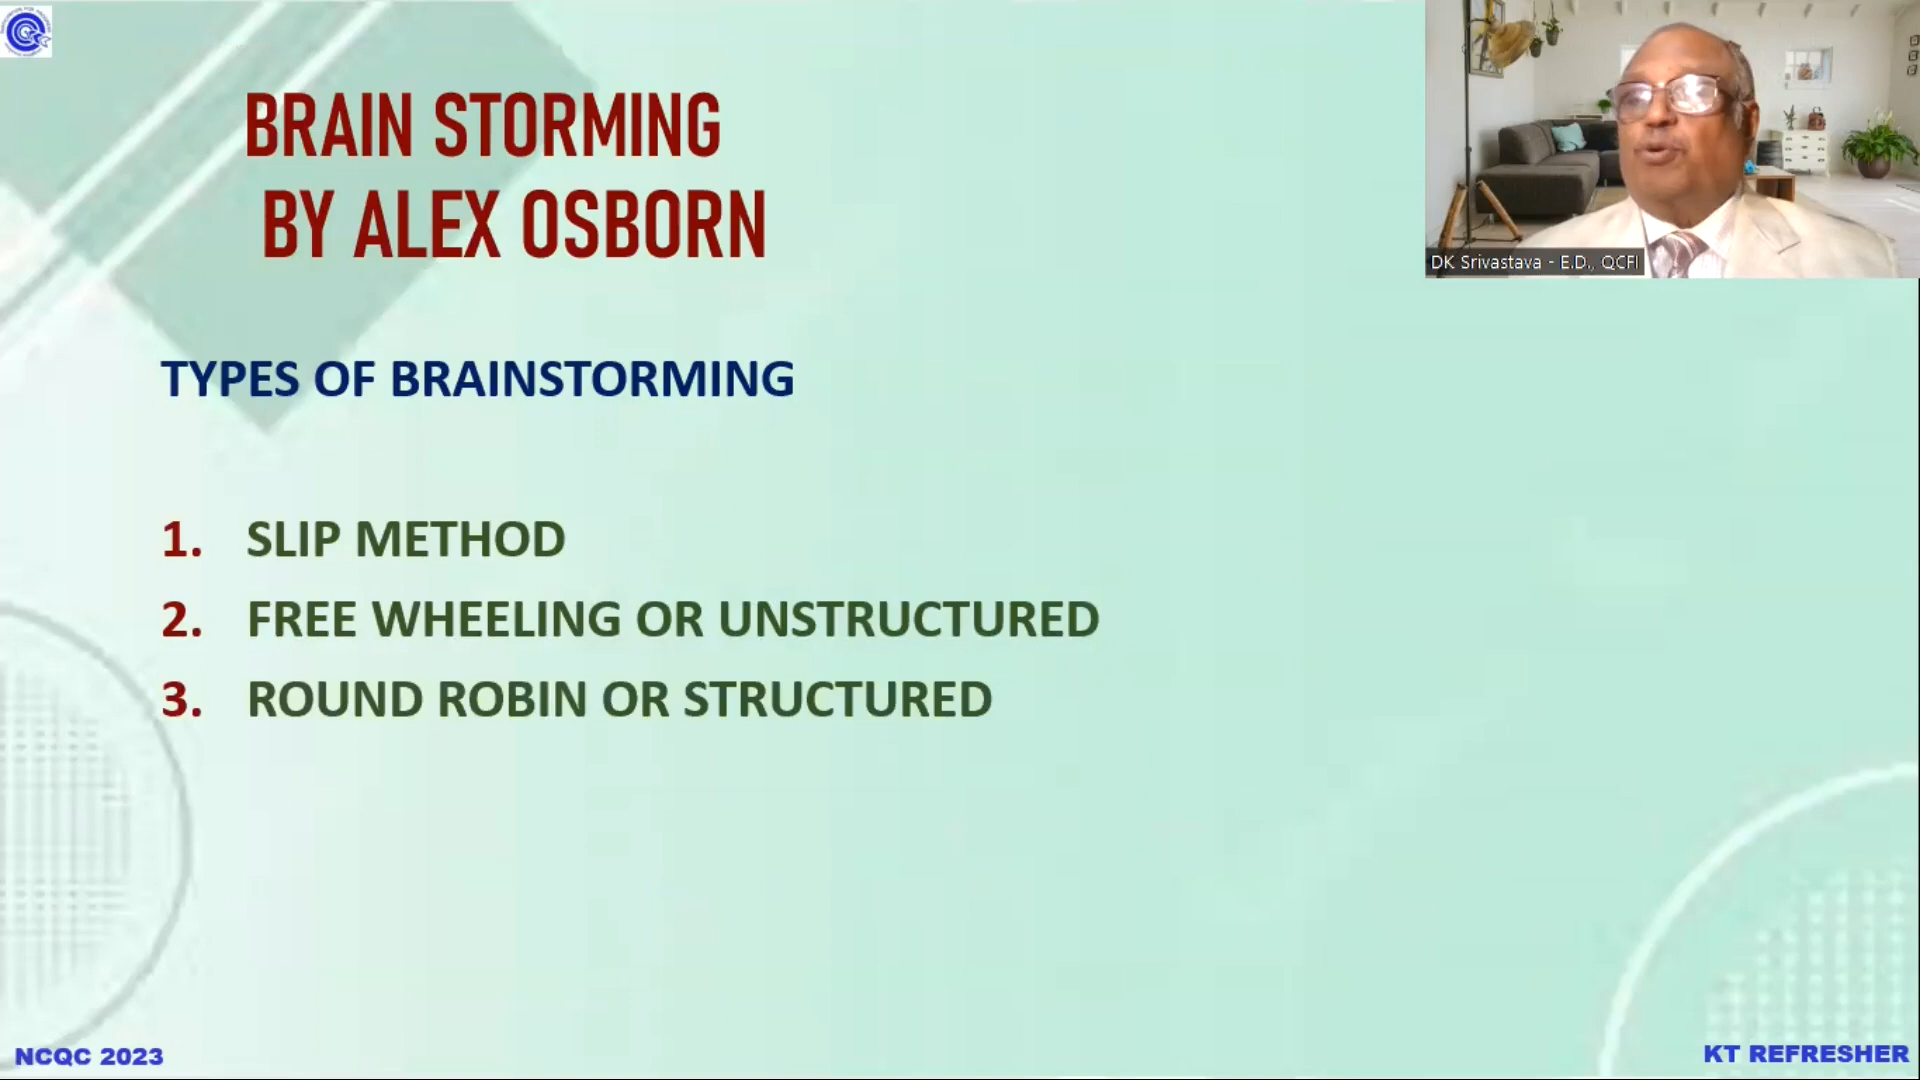 BRAIN STORMING
BY ALEX OSBORN
DK Srivastava - E.D., QCFI
TYPES OF BRAINSTORMING
1. SLIP METHOD
2. FREE WHEELING OR UNSTRUCTURED
3. ROUND ROBIN OR STRUCTURED
NCQC 2023
KT REFRESHER